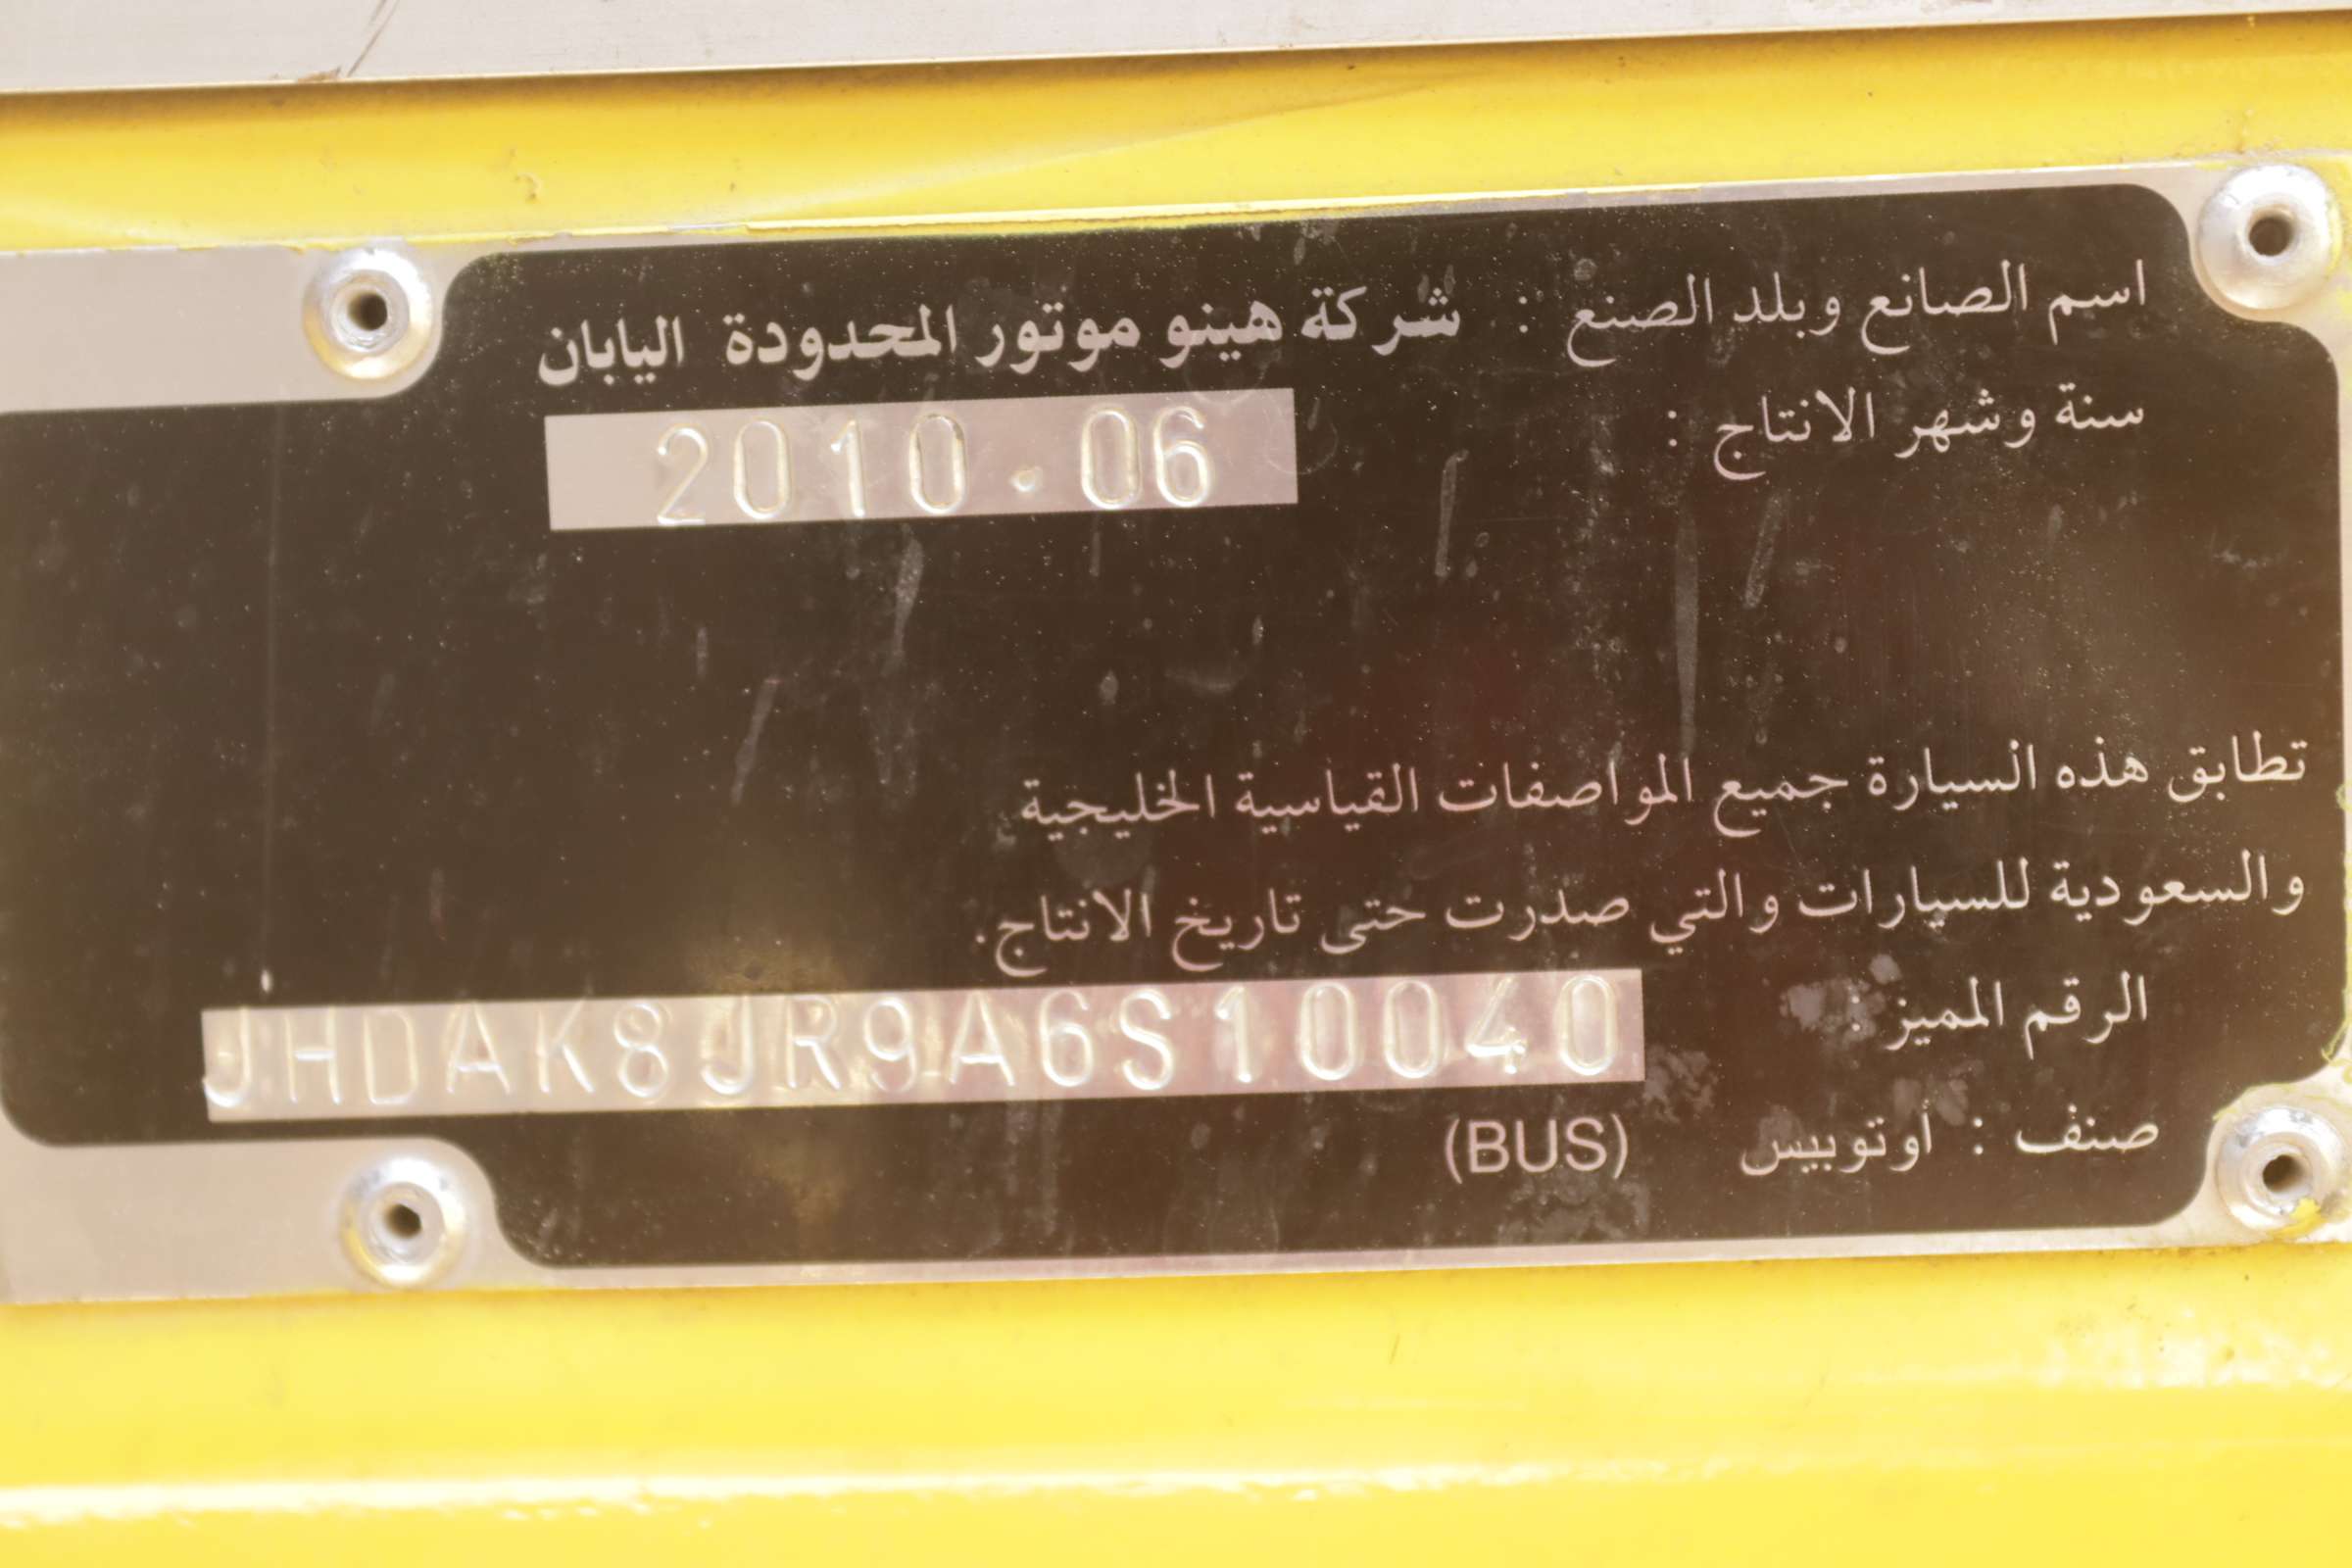 اسم الصانع وبلد الصنع : شركة هينو موتور المحدودة اليابان
سنة وشهر الانتاج : 2010.06
تطابق هذه السيارة جميع المواصفات القياسية الخليجية
والسعودية للسيارات والتي صدرت حتى تاريخ الانتاج.
الرقم المميز : JHDAK8JR9A6S10040
صنف : اوتوبيس (BUS)